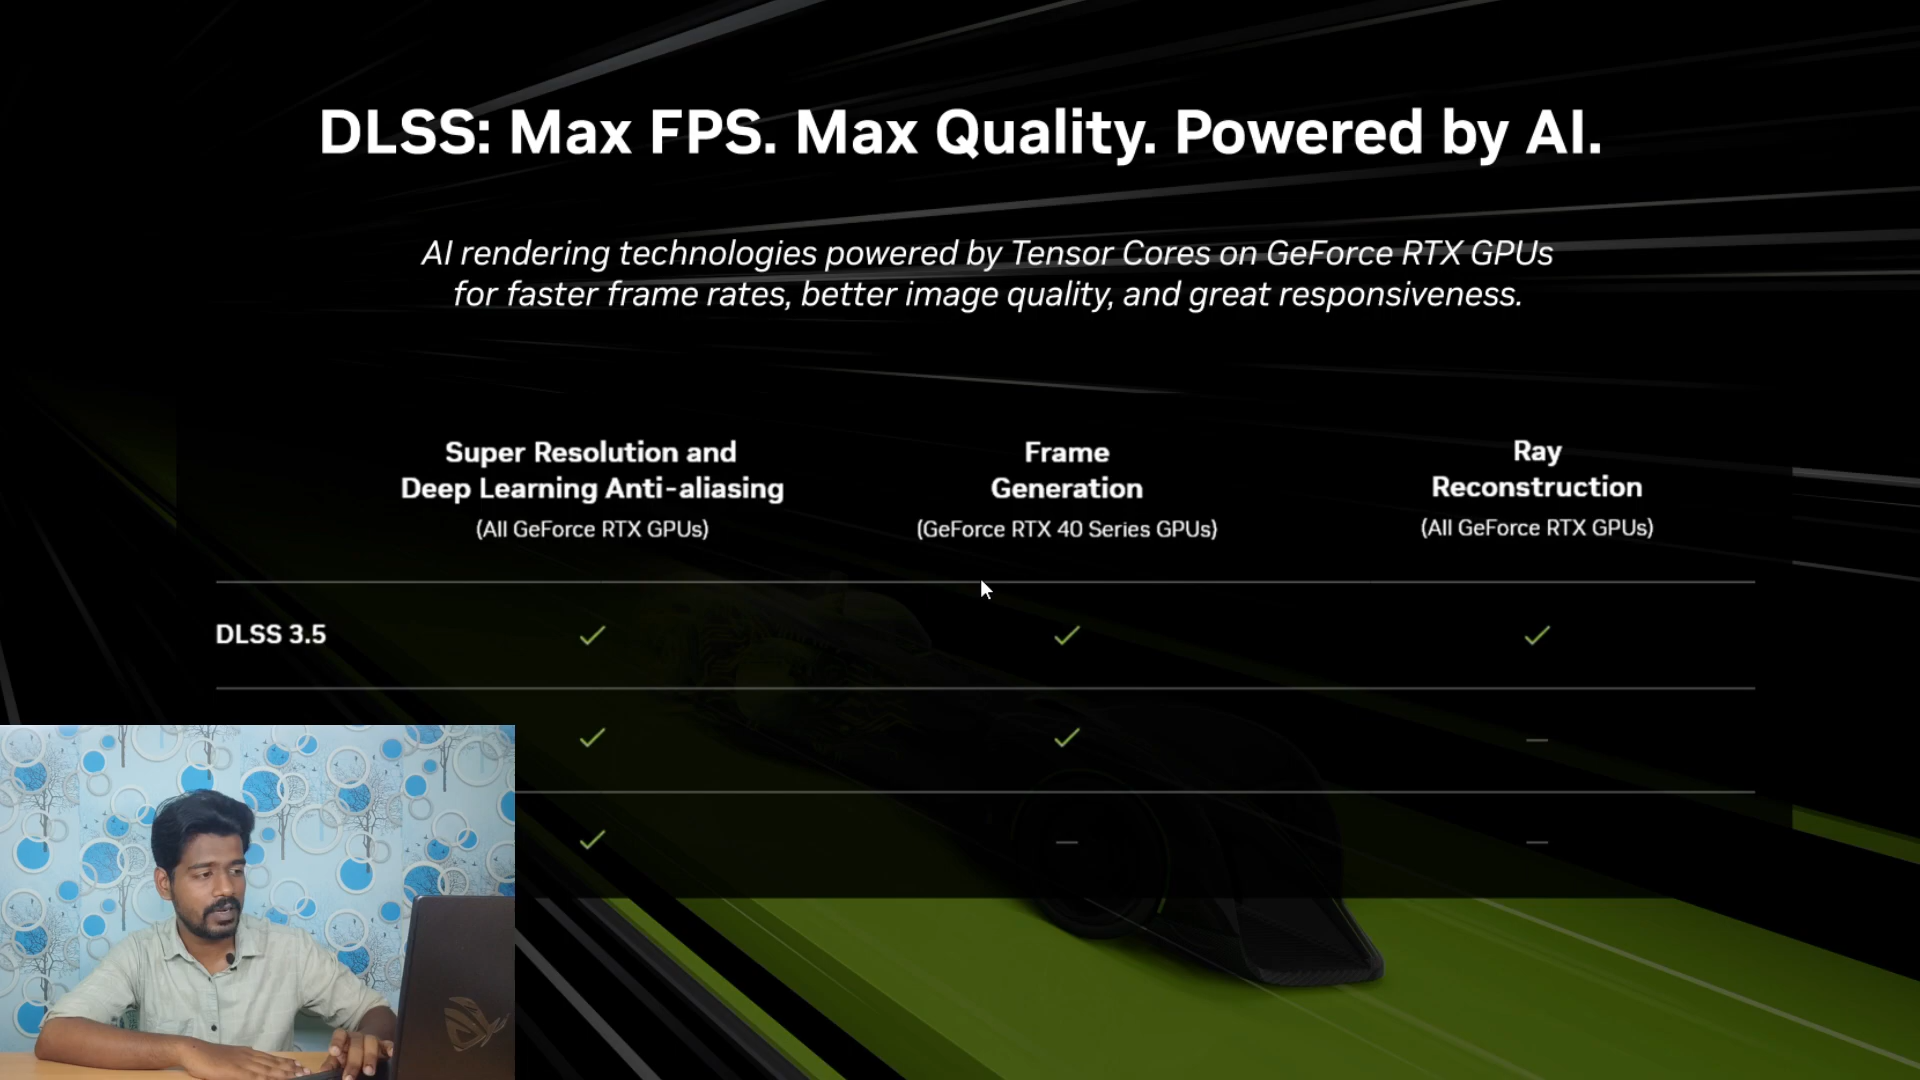 DLSS: Max FPS. Max Quality. Powered by AI.
AI rendering technologies powered by Tensor Cores on GeForce RTX GPUs
for faster frame rates, better image quality, and great responsiveness.
Super Resolution and
Deep Learning Anti-aliasing
(All GeForce RTX GPUs)
Frame
Generation
(GeForce RTX 40 Series GPUs)
Ray
Reconstruction
(All GeForce RTX GPUs)
DLSS 3.5